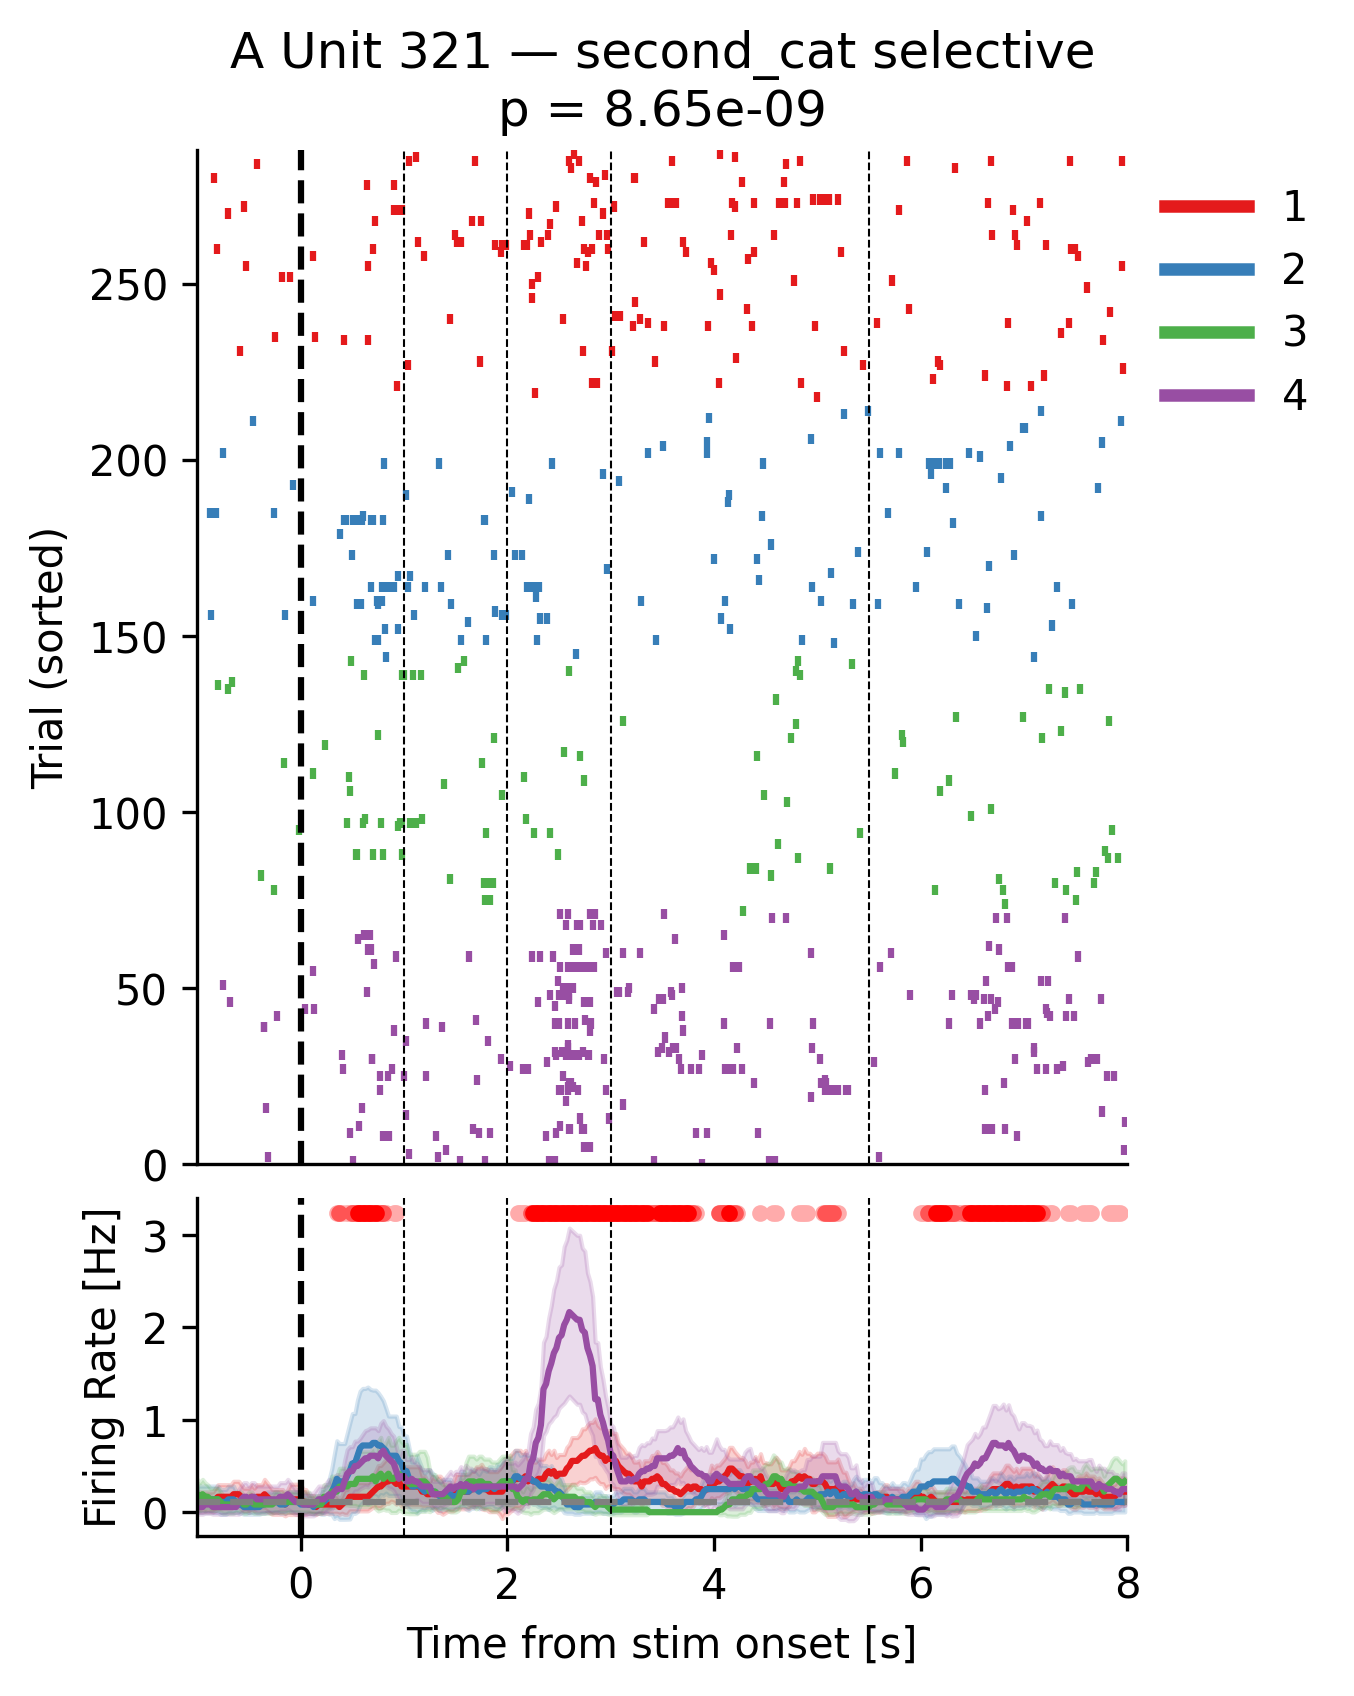 A Unit 321 — second_cat selective
p = 8.65e-09
1
2
3
4
Trial (sorted)
250
200
150
100
50
0
Firing Rate [Hz]
3
2
1
0
0 2 4 6 8
Time from stim onset [s]